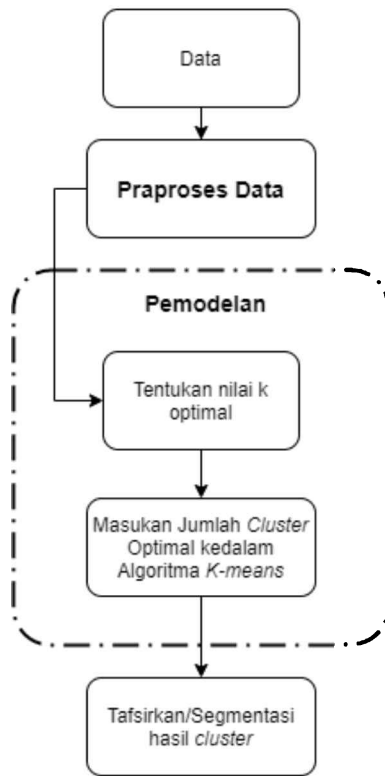 Data
Praproses Data
Pemodelan
Tentukan nilai k
optimal
Masukan Jumlah Cluster
Optimal kedalam
Algoritma K-means
Tafsirkan/Segmentasi
hasil cluster